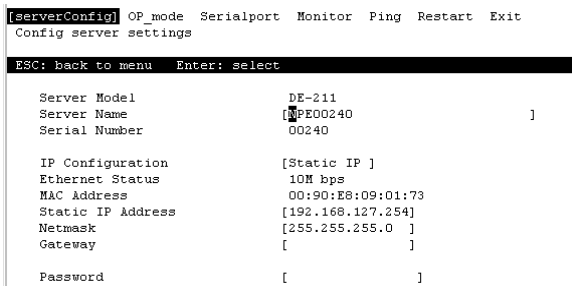 [serverConfig] OP_mode Serialport Monitor Ping Restart Exit
Config server settings
ESC: back to menu Enter: select
Server Model DE-211
Server Name [NPE00240 ]
Serial Number 00240
IP Configuration [Static IP ]
Ethernet Status 10M bps
MAC Address 00:90:E8:09:01:73
Static IP Address [192.168.127.254]
Netmask [255.255.255.0 ]
Gateway [ ]
Password [ ]